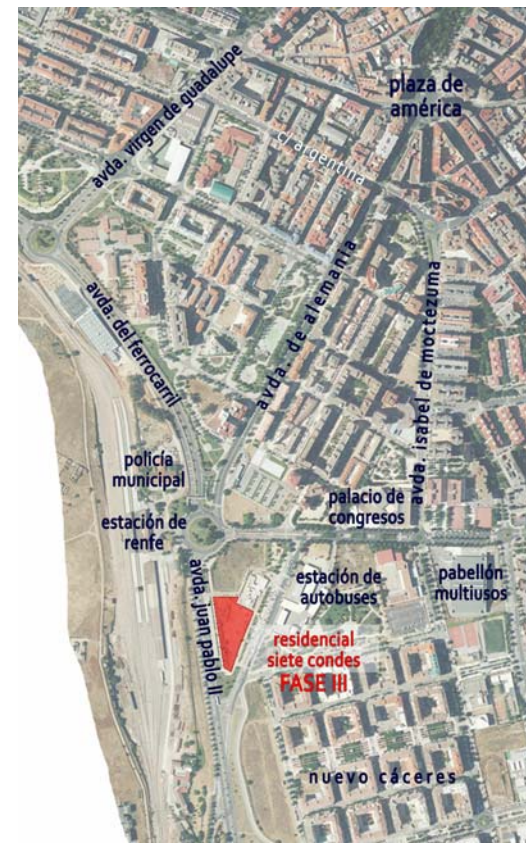 plaza de
américa
avda. virgen de guadalupe
c/ argentina
avda. de alemania
avda. isabel de moctezuma
avda. del ferrocarril
policía
municipal
palacio de
congresos
estación de
renfe
avda. juan pablo II
estación de
autobuses
pabellón
multiusos
residencial
siete condes
FASE III
nuevo cáceres